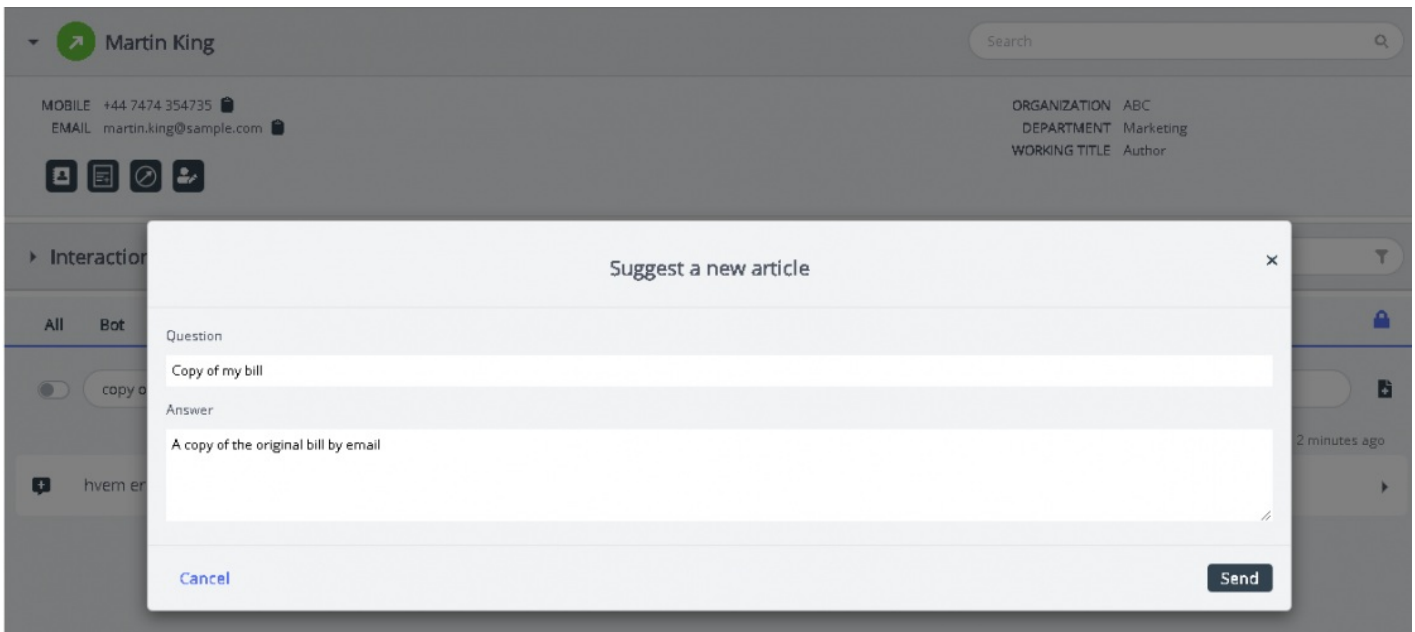 Martin King
Search
MOBILE +44 7474 354735
ORGANIZATION ABC
EMAIL martin.king@sample.com
DEPARTMENT Marketing
WORKING TITLE Author
Interaction
Suggest a new article
×
All Bot
Question
Copy of my bill
copy o
Answer
A copy of the original bill by email
2 minutes ago
hvem er
Cancel
Send